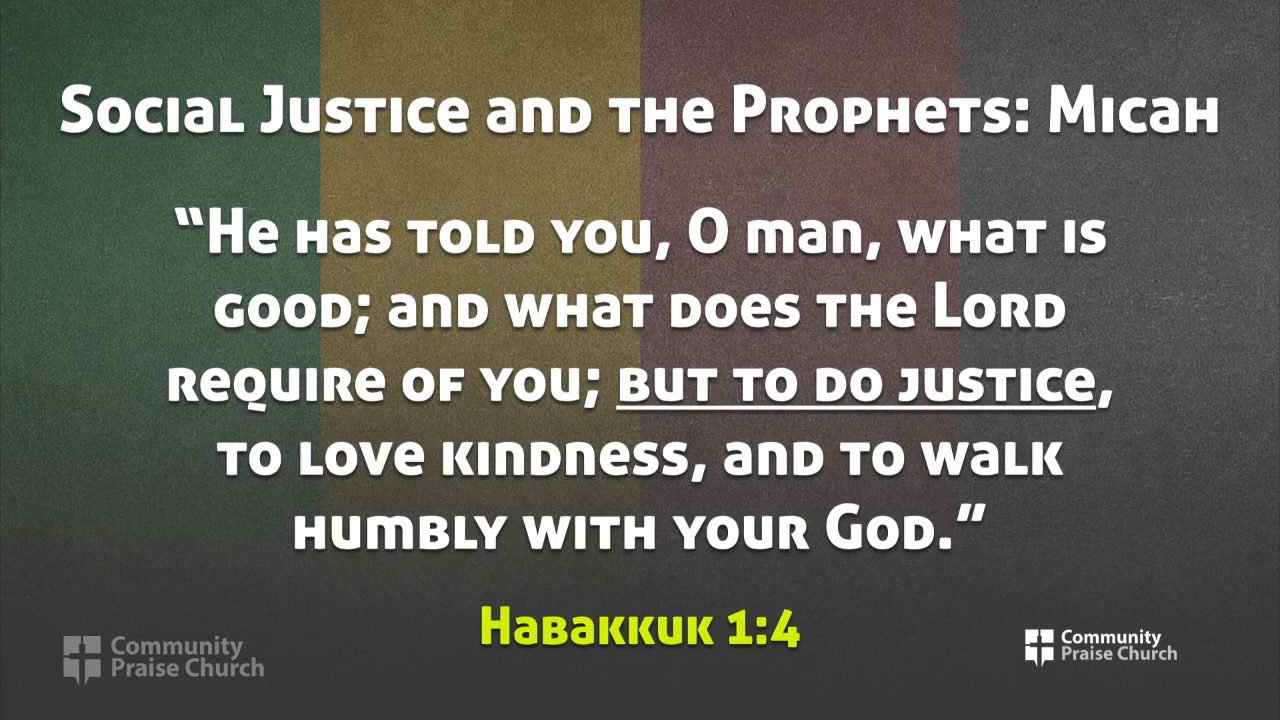 Social Justice and the Prophets: Micah
“He has told you, O man, what is
good; and what does the Lord
require of you; but to do justice,
to love kindness, and to walk
humbly with your God.”
Habakkuk 1:4
Community
Praise Church
Community
Praise Church